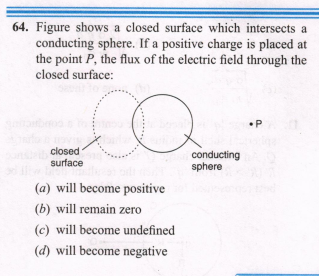 64. Figure shows a closed surface which intersects a
conducting sphere. If a positive charge is placed at
the point P, the flux of the electric field through the
closed surface:
• P
closed
surface
conducting
sphere
(a) will become positive
(b) will remain zero
(c) will become undefined
(d) will become negative